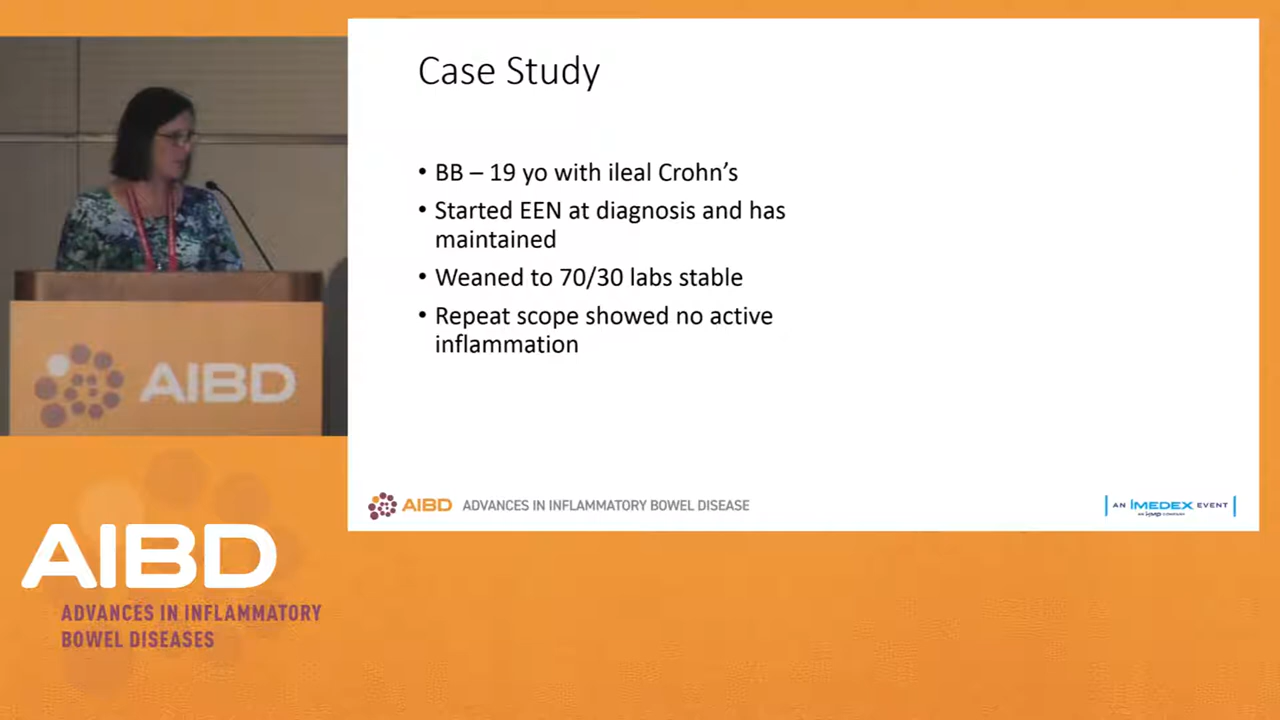 Case Study
• BB – 19 yo with ileal Crohn's
• Started EEN at diagnosis and has
maintained
• Weaned to 70/30 labs stable
• Repeat scope showed no active
inflammation
AIBD
AIBD ADVANCES IN INFLAMMATORY BOWEL DISEASE
AN IMEDEX EVENT
AIBD
ADVANCES IN INFLAMMATORY
BOWEL DISEASES